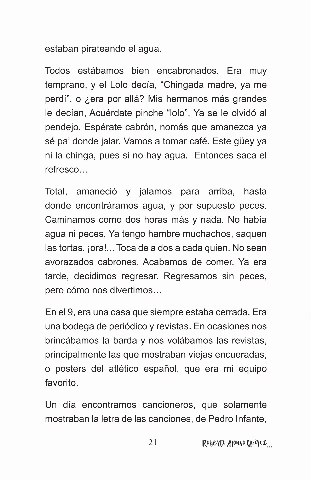 estaban pirateando el agua.
Todos estábamos bien encabronados. Era muy
temprano, y el Lolo decía, "Chingada madre, ya me
perdí", o ¿era por allá? Mis hermanos más grandes
le decían, Acuérdate pinche "lolo". Ya se le olvidó al
pendejo. Espérate cabrón, nomás que amanezca ya
sé pa' donde jalar. Vamos a tomar café. Este güey ya
ni la chinga, pues si no hay agua. Entonces saca el
refresco…
Total, amaneció y jalamos para arriba, hasta
donde encontráramos agua, y por supuesto peces.
Caminamos como dos horas más y nada. No había
agua ni peces. Ya tengo hambre muchachos, saquen
las tortas. ¡ora!… Toca de a dos a cada quien. No sean
avorazados cabrones. Acabamos de comer. Ya era
tarde, decidimos regresar. Regresamos sin peces,
pero cómo nos divertimos…
En el 9, era una casa que siempre estaba cerrada. Era
una bodega de periódico y revistas. En ocasiones nos
brincábamos la barda y nos volábamos las revistas,
principalmente las que mostraban viejas encueradas,
o posters del atlético español, que era mi equipo
favorito.
Un día encontramos cancioneros, que solamente
mostraban la letra de las canciones, de Pedro Infante,
21